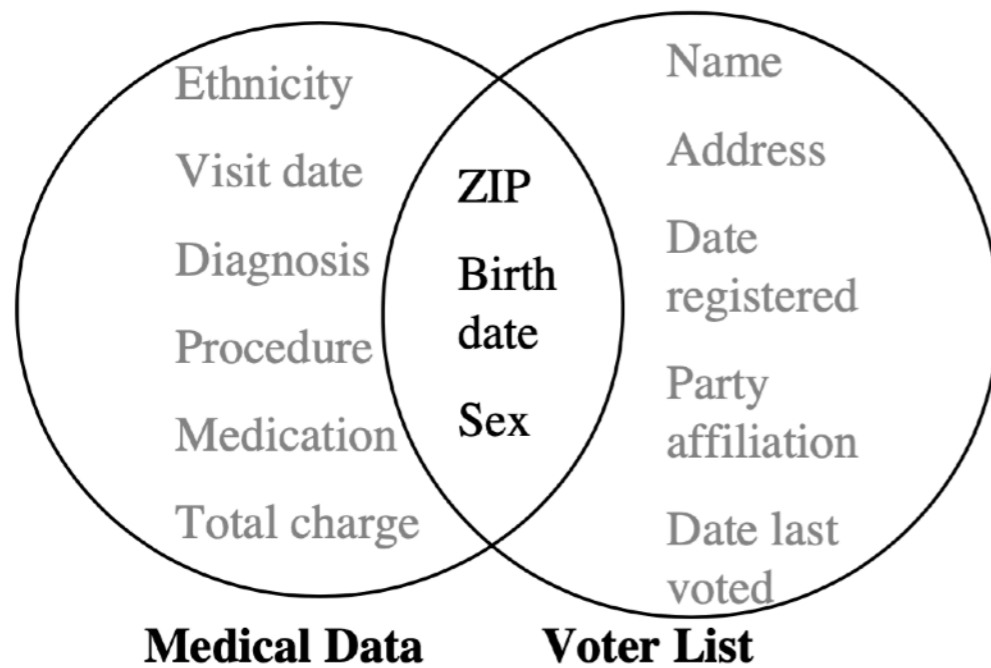 Ethnicity
Visit date
Diagnosis
Procedure
Medication
Total charge
ZIP
Birth
date
Sex
Name
Address
Date
registered
Party
affiliation
Date last
voted
Medical Data
Voter List